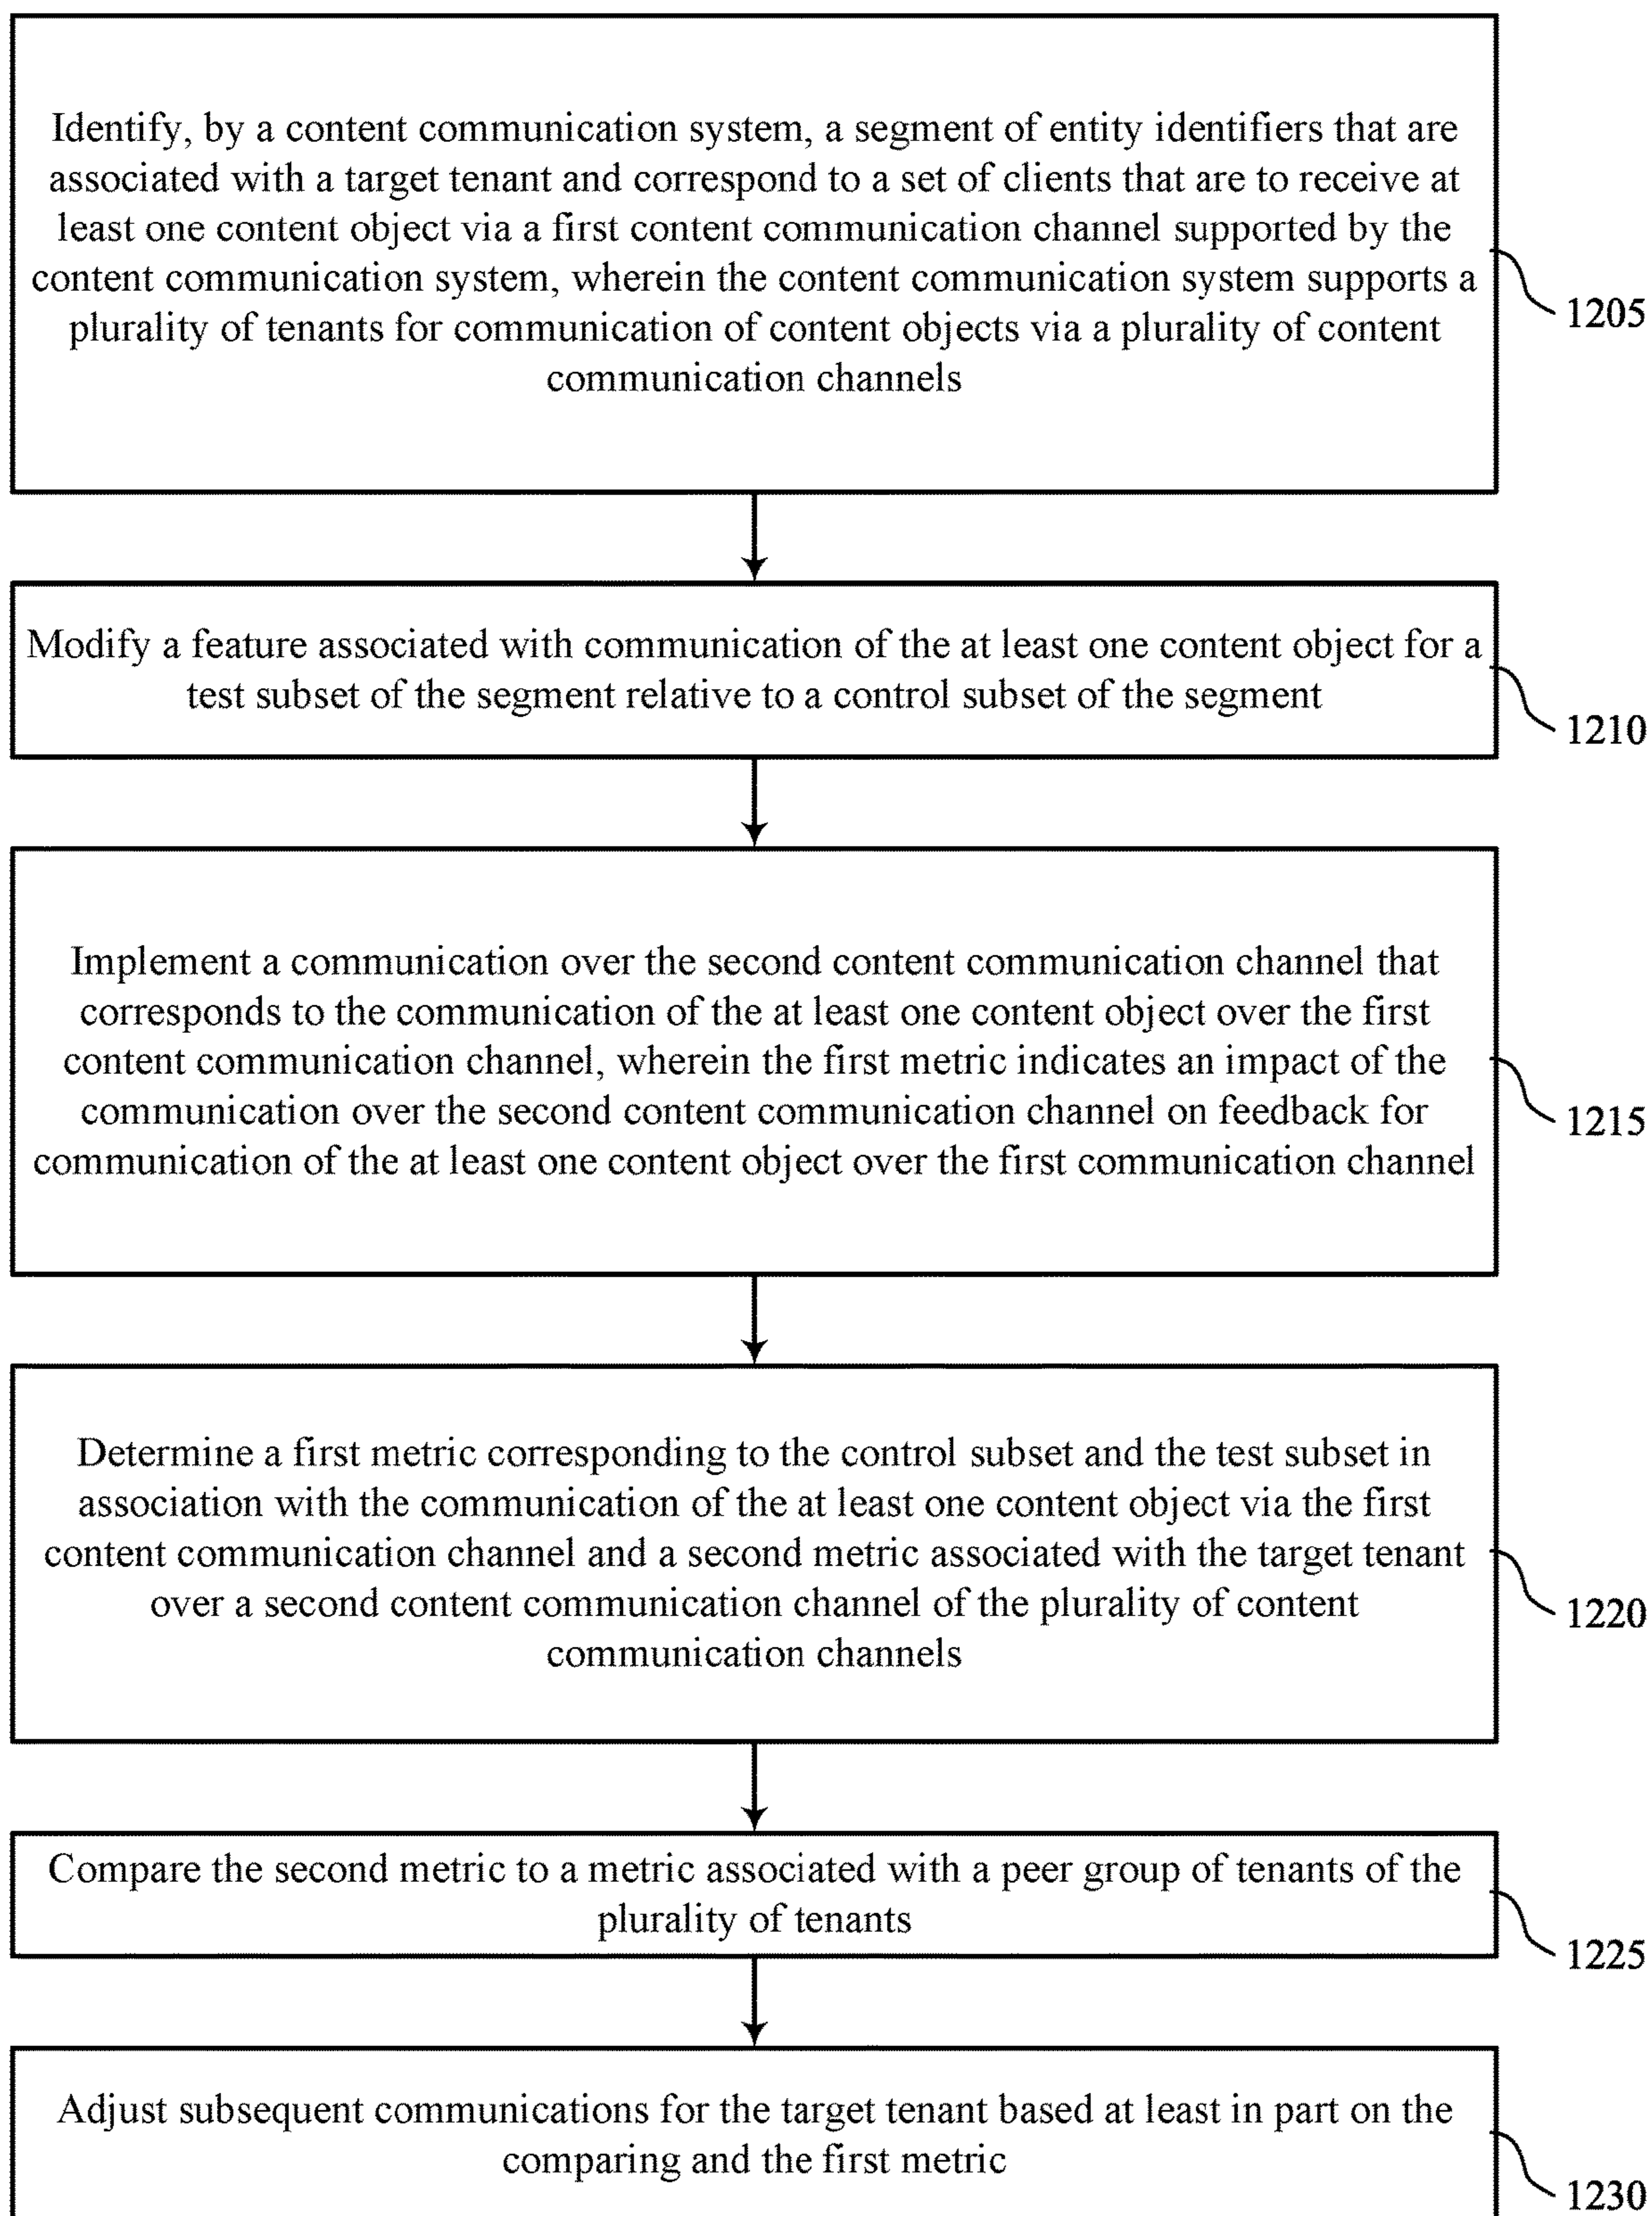 Identify, by a content communication system, a segment of entity identifiers that are
associated with a target tenant and correspond to a set of clients that are to receive at
least one content object via a first content communication channel supported by the
content communication system, wherein the content communication system supports a
plurality of tenants for communication of content objects via a plurality of content
communication channels
1205
Modify a feature associated with communication of the at least one content object for a
test subset of the segment relative to a control subset of the segment
1210
Implement a communication over the second content communication channel that
corresponds to the communication of the at least one content object over the first
content communication channel, wherein the first metric indicates an impact of the
communication over the second content communication channel on feedback for
communication of the at least one content object over the first communication channel
1215
Determine a first metric corresponding to the control subset and the test subset in
association with the communication of the at least one content object via the first
content communication channel and a second metric associated with the target tenant
over a second content communication channel of the plurality of content
communication channels
1220
Compare the second metric to a metric associated with a peer group of tenants of the
plurality of tenants
1225
Adjust subsequent communications for the target tenant based at least in part on the
comparing and the first metric
1230